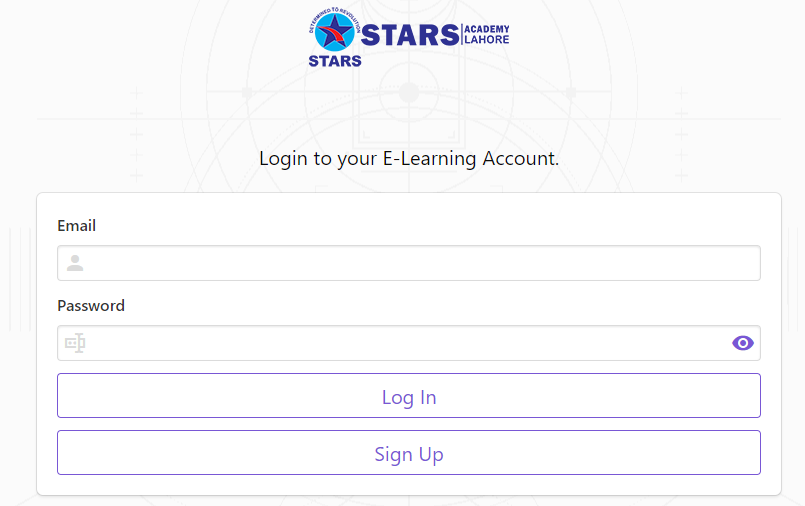 DETERMINED TO REVOLUTION
STARS
STARS ACADEMY
LAHORE
Login to your E-Learning Account.
Email
Password
Log In
Sign Up